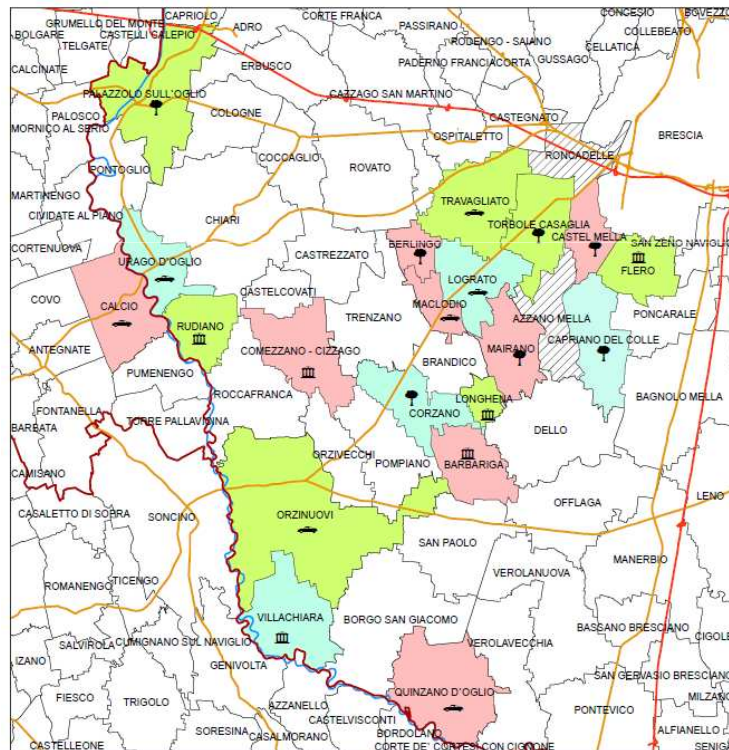 CAPRIOLO
CORTE FRANCA
CONCESIO
BOVEZZO
GRUMELLO DEL MONTE
ADRO
PASSIRANO
COLLEBEATO
BOLGARE
CASTELLI CALEPIO
TELGATE
RODENGO - SAIANO
CELLATICA
GUSSAGO
CALCINATE
ERBUSCO
PADERNO FRANCIACORTA
PALAZZOLO SULL'OGLIO
CAZZAGO SAN MARTINO
PALOSCO
COLOGNE
CASTEGNATO
MORNICO AL SERIO
OSPITALETTO
BRESCIA
COCCAGLIO
RONCADELLE
PONTOGLIO
ROVATO
MARTINENGO
TRAVAGLIATO
CIVIDATE AL PIANO
CHIARI
TORBOLE CASAGLIA
CORTENUOVA
BERLINGO
CASTEL MELLA
SAN ZENO NAVIGLIO
URAGO D'OGLIO
CASTREZZATO
LOGRATO
FLERO
CASTELCOVATI
COVO
CALCIO
MACLODIO
RUDIANO
TRENZANO
AZZANO MELLA
PONCARALE
CAPRIANO DEL COLLE
ANTEGNATE
COMEZZANO - CIZZAGO
MAIRANO
BRANDICO
PUMENENGO
ROCCAFRANCA
BAGNOLO MELLA
LONGHENA
FONTANELLA
CORZANO
TORRE PALLAVICINA
BARBATA
DELLO
ORZIVECCHI
POMPIANO
BARBARIGA
CAMISANO
LENO
OFFLAGA
CASALETTO DI SOPRA
SONCINO
ORZINUOVI
SAN PAOLO
MANERBIO
VEROLANUOVA
TICENGO
ROMANENGO
VILLACHIARA
BORGO SAN GIACOMO
BASSANO BRESCIANO
CIGOLE
SALVIROLA
CUMIGNANO SUL NAVIGLIO
VEROLAVECCHIA
IZANO
GENIVOLTA
SAN GERVASIO BRESCIANO
FIESCO
TRIGOLO
QUINZANO D'OGLIO
MILZANO
AZZANELLO
PONTEVICO
CASTELVISCONTI
SORESINA
BORDOLANO
ALFIANELLO
CASTELLEONE
CASALMORANO
CORTE DE' CORTESI CON CIGNONE